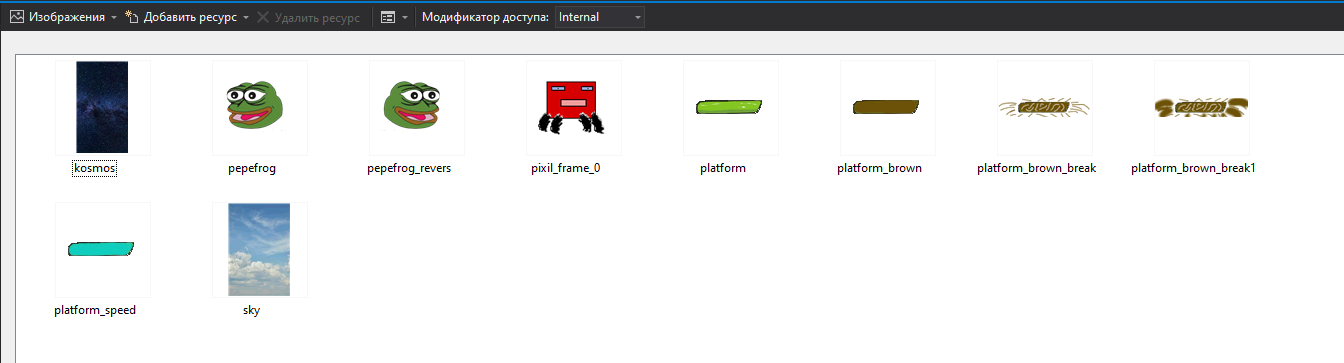 Изображения Добавить ресурс Удалить ресурс Модификатор доступа: Internal
kosmos pepefrog pepefrog_revers pixil_frame_0 platform platform_brown platform_brown_break platform_brown_break1
platform_speed sky